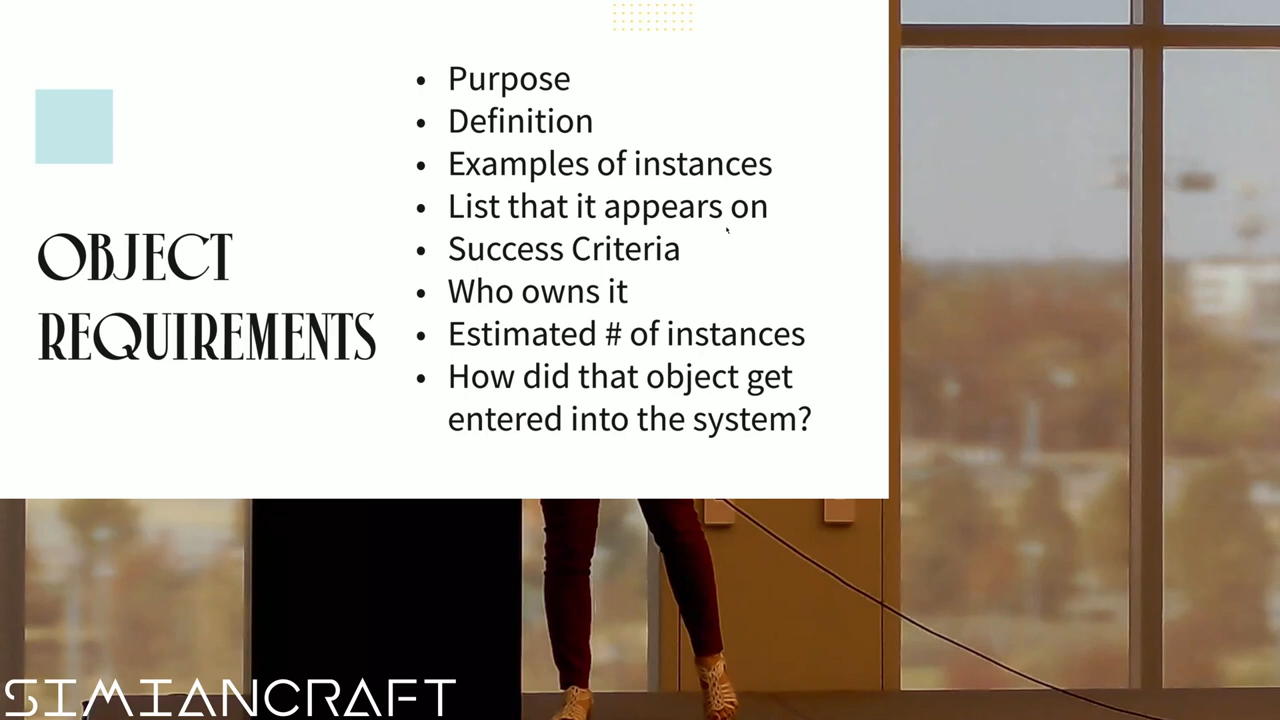 OBJECT
REQUIREMENTS
• Purpose
• Definition
• Examples of instances
• List that it appears on
• Success Criteria
• Who owns it
• Estimated # of instances
• How did that object get
entered into the system?
SIMIANCRAFT